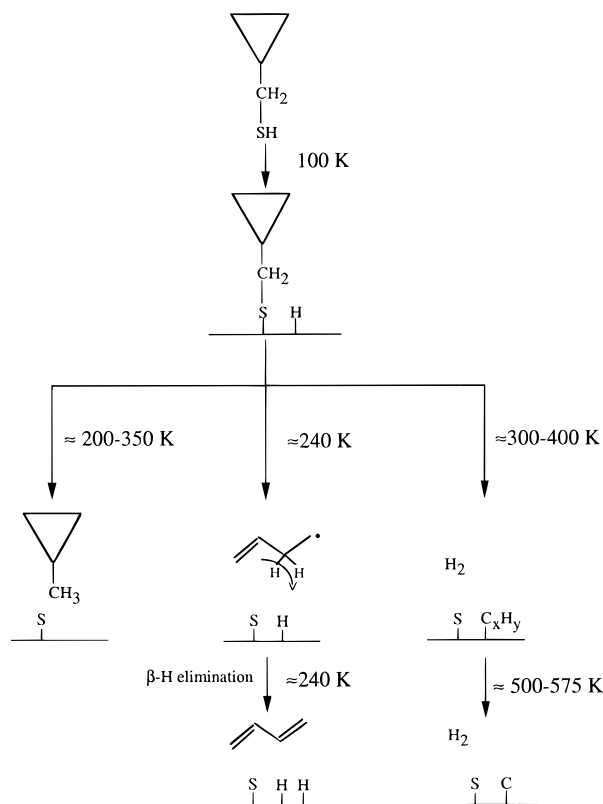 CH2
SH
100 K
CH2
S H
≈ 200-350 K
≈240 K
≈300-400 K
H H
H2
CH3
S
S H
S CxHy
β-H elimination
≈240 K
≈ 500-575 K
H2
S H H
S C